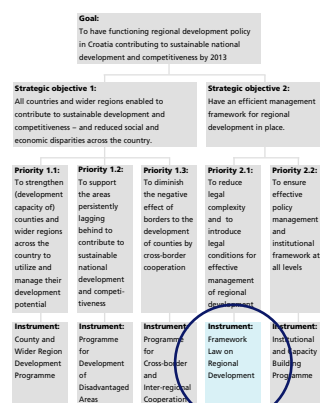 Goal:
To have functioning regional development policy
in Croatia contributing to sustainable national
development and competitiveness by 2013
Strategic objective 1:
All countries and wider regions enabled to
contribute to sustainable development and
competitiveness – and reduced social and
economic disparities across the country.
Strategic objective 2:
Have an efficient management
framework for regional
development in place.
Priority 1.1:
To strengthen
(development
capacity of)
counties and
wider regions
across the
country to
utilize and
manage their
development
potential
Priority 1.2:
To support
the areas
persistently
lagging
behind to
contribute to
sustainable
national
development
and competi-
tiveness
Priority 1.3:
To diminish
the negative
effect of
borders to the
development
of counties by
cross-border
cooperation
Priority 2.1:
To reduce
legal
complexity
and to
introduce
legal
conditions for
effective
management
of regional
development
Priority 2.2:
To ensure
effective
policy
management
and
institutional
framework at
all levels
Instrument:
County and
Wider Region
Development
Programme
Instrument:
Programme
for
Development
of
Disadvantaged
Areas
Instrument:
Programme
for
Cross-border
and
Inter-regional
Cooperation
Instrument:
Framework
Law on
Regional
Development
Instrument:
Institutional
and Capacity
Building
Programme